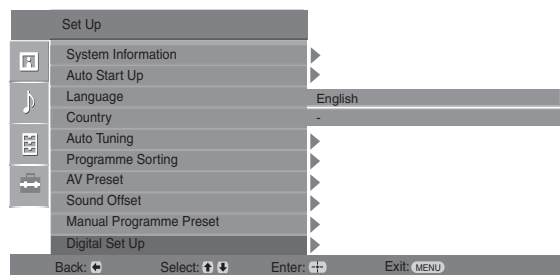 Set Up
System Information
Auto Start Up
Language English
Country -
Auto Tuning
Programme Sorting
AV Preset
Sound Offset
Manual Programme Preset
Digital Set Up
Back: Select: Enter: Exit: MENU